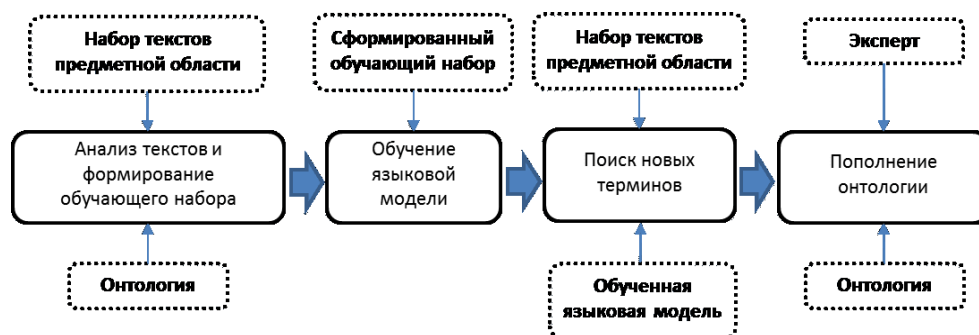 Набор текстов
предметной области
Сформированный
обучающий набор
Набор текстов
предметной области
Эксперт
Анализ текстов и
формирование
обучающего набора
Обучение
языковой
модели
Поиск новых
терминов
Пополнение
онтологии
Онтология
Обученная
языковая модель
Онтология